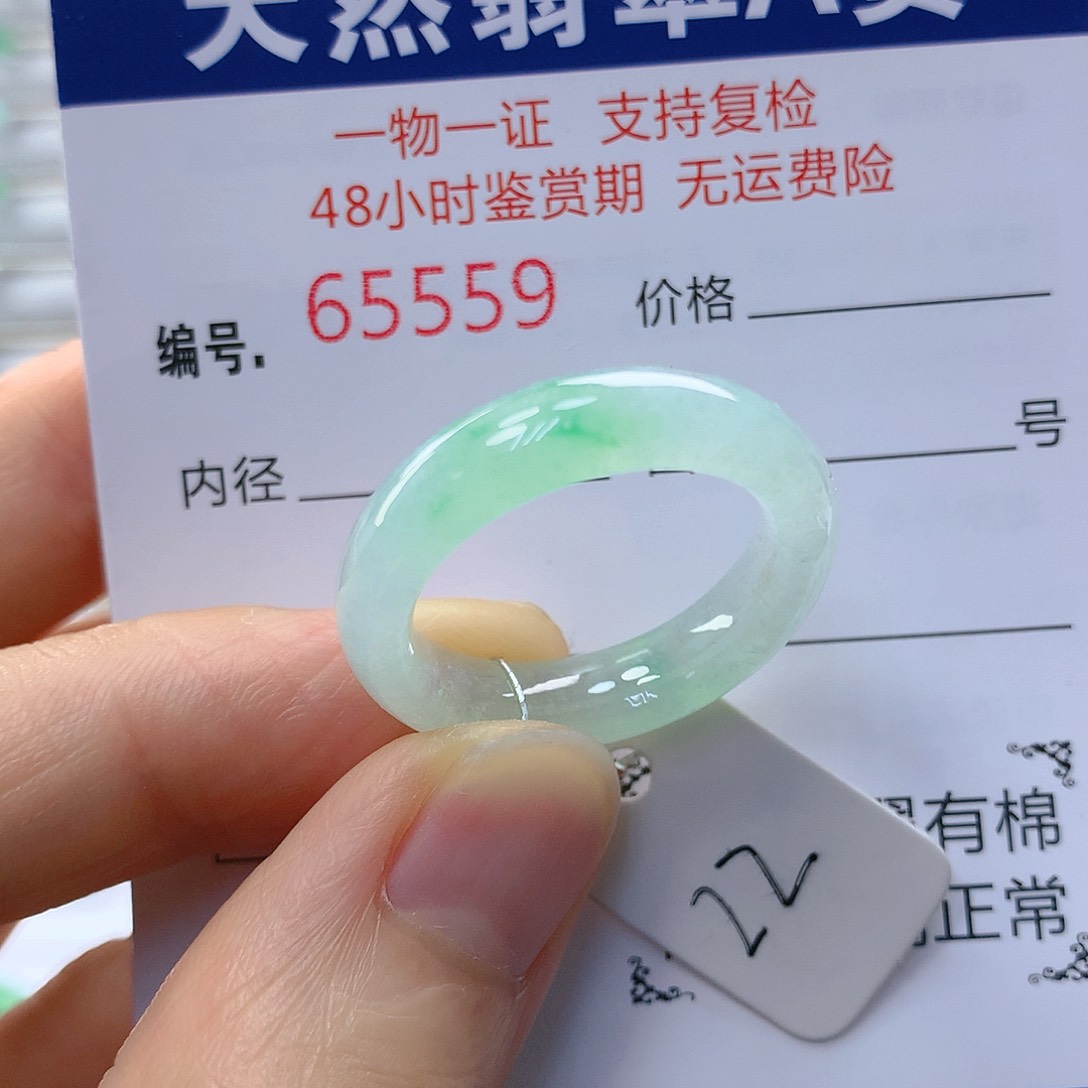 天然翡翠A货
一物一证 支持复检
48小时鉴赏期 无运费险
编号. 65559 价格
内径 号
有棉
正常
22